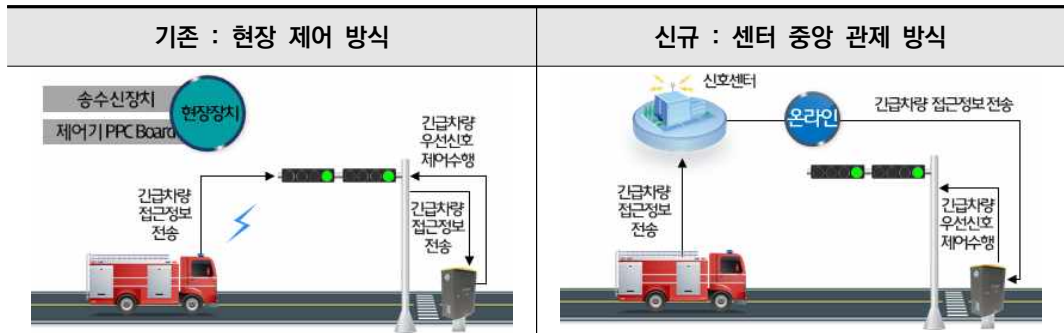 기존 : 현장 제어 방식
신규 : 센터 중앙 관제 방식
송수신장치
제어기 PPC Board
현장장치
긴급차량
접근정보
전송
긴급차량
우선신호
제어수행
긴급차량
접근정보
전송
신호센터
온라인
긴급차량 접근정보 전송
긴급차량
접근정보
전송
긴급차량
우선신호
제어수행